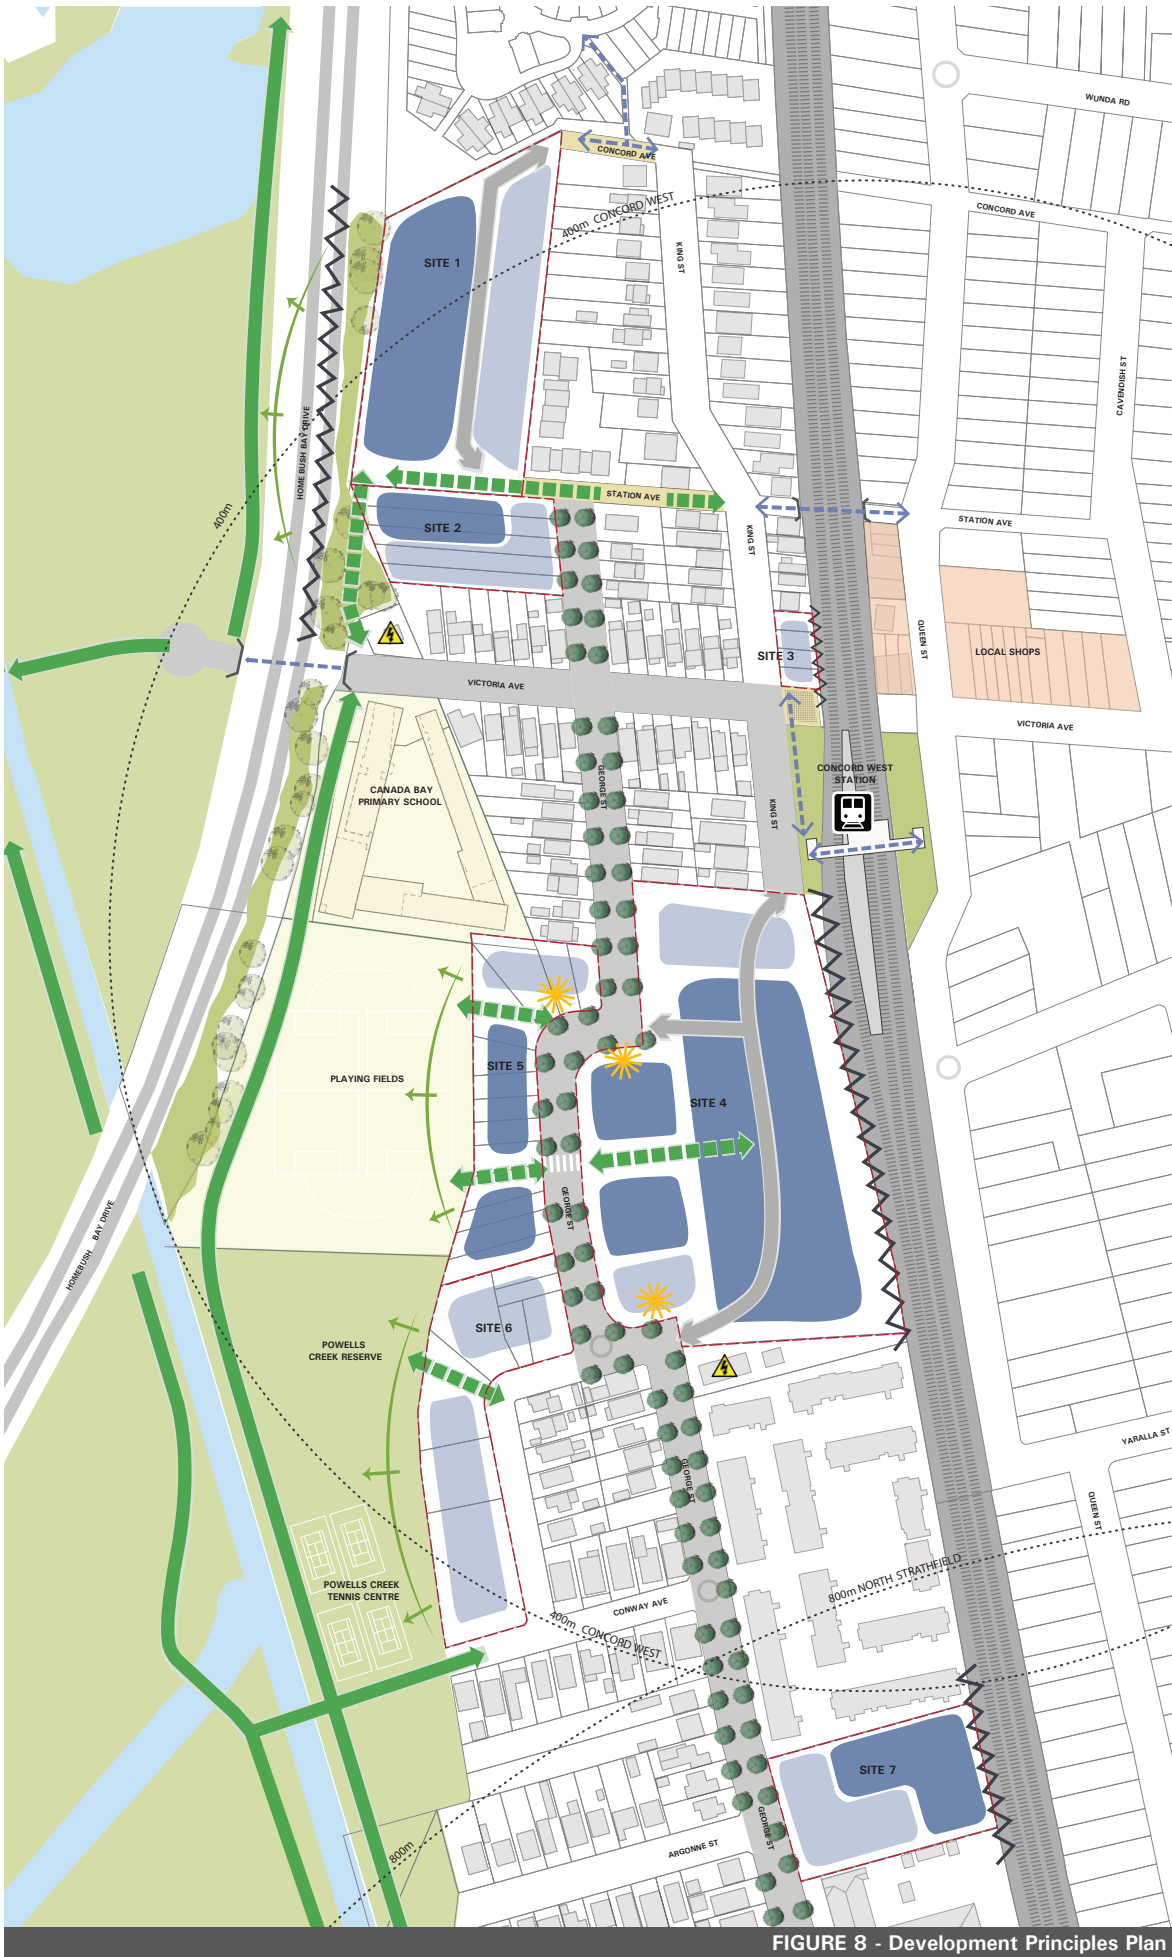 WUNDA RD
CONCORD AVE
400m CONCORD WEST
CONCORD AVE
KING ST
SITE 1
CAVENDISH ST
HOMEBUSH BAY DRIVE
400m
STATION AVE
SITE 2
STATION AVE
KING ST
QUEEN ST
LOCAL SHOPS
SITE 3
VICTORIA AVE
VICTORIA AVE
CONCORD WEST
STATION
GEORGE ST
CANADA BAY
PRIMARY SCHOOL
KING ST
SITE 5
PLAYING FIELDS
SITE 4
GEORGE ST
HOMEBUSH BAY DRIVE
SITE 6
POWELLS
CREEK RESERVE
YARALLA ST
GEORGE ST
QUEEN ST
800m NORTH STRATHFIELD
POWELLS CREEK
TENNIS CENTRE
CONWAY AVE
400m CONCORD WEST
SITE 7
GEORGE ST
ARGONNE ST
800m
FIGURE 8 - Development Principles Plan